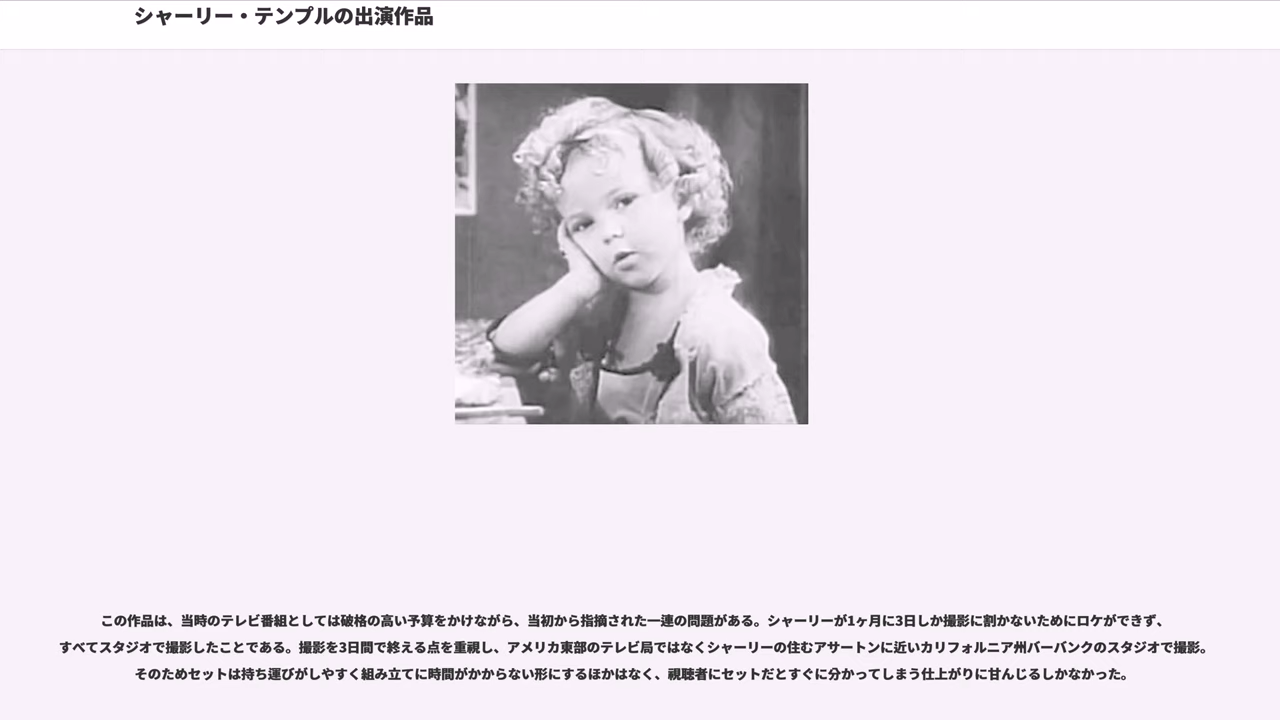 シャーリー・テンプルの出演作品
この作品は、当時のテレビ番組としては破格の高い予算をかけながら、当初から指摘された一連の問題がある。シャーリーが1ヶ月に3日しか撮影に割かないためにロケができず、
すべてスタジオで撮影したことである。撮影を3日間で終える点を重視し、アメリカ東部のテレビ局ではなくシャーリーの住むアサートンに近いカリフォルニア州バーバンクのスタジオで撮影。
そのためセットは持ち運びがしやすく組み立てに時間がかからない形にするほかはなく、視聴者にセットだとすぐに分かってしまう仕上がりに甘んじるしかなかった。